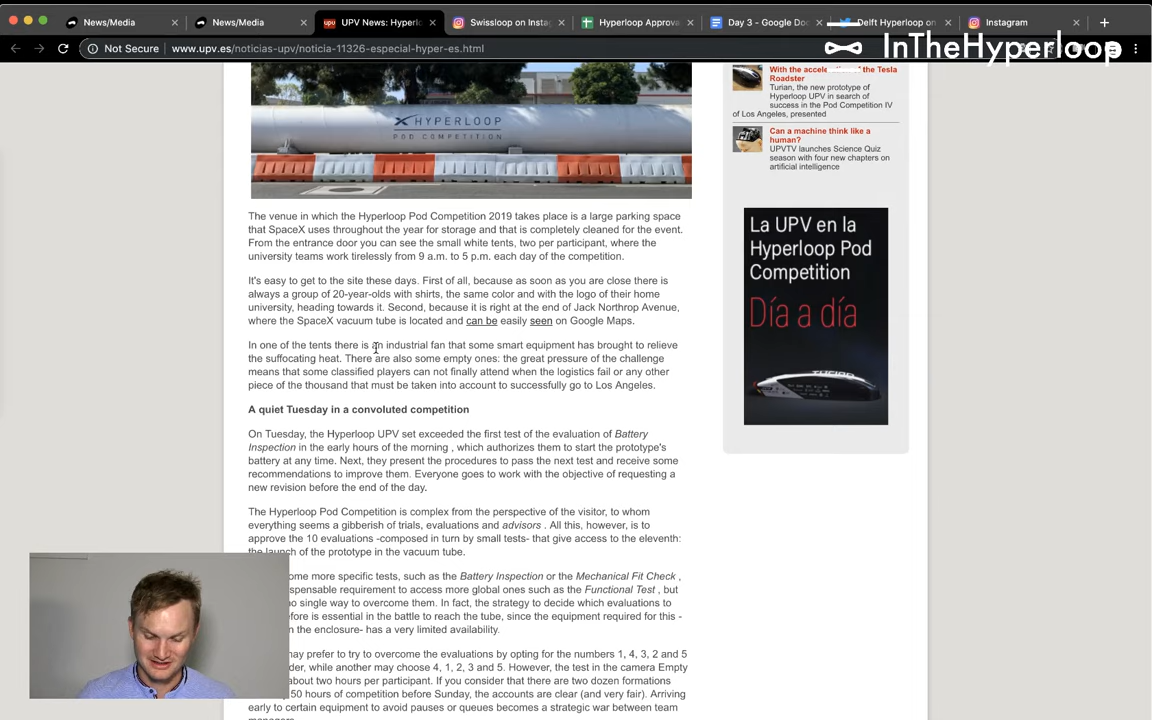 News/Media
News/Media
UPV News: Hyperlo
Swissloop on Insta
Hyperloop Approva
Day 3 - Google Do
Delft Hyperloop on
Instagram
Not Secure
www.upv.es/noticias-upv/noticia-11326-especial-hyper-es.html
InTheHyperloop
HYPERLOOP
POD COMPETITION
The venue in which the Hyperloop Pod Competition 2019 takes place is a large parking space
that SpaceX uses throughout the year for storage and that is completely cleaned for the event.
From the entrance door you can see the small white tents, two per participant, where the
university teams work tirelessly from 9 a.m. to 5 p.m. each day of the competition.
It's easy to get to the site these days. First of all, because as soon as you are close there is
always a group of 20-year-olds with shirts, the same color and with the logo of their home
university, heading towards it. Second, because it is right at the end of Jack Northrop Avenue,
where the SpaceX vacuum tube is located and can be easily seen on Google Maps.
In one of the tents there is an industrial fan that some smart equipment has brought to relieve
the suffocating heat. There are also some empty ones: the great pressure of the challenge
means that some classified players can not finally attend when the logistics fail or any other
piece of the thousand that must be taken into account to successfully go to Los Angeles.
A quiet Tuesday in a convoluted competition
On Tuesday, the Hyperloop UPV set exceeded the first test of the evaluation of Battery
Inspection in the early hours of the morning , which authorizes them to start the prototype's
battery at any time. Next, they present the procedures to pass the next test and receive some
recommendations to improve them. Everyone goes to work with the objective of requesting a
new revision before the end of the day.
The Hyperloop Pod Competition is complex from the perspective of the visitor, to whom
everything seems a gibberish of trials, evaluations and advisors . All this, however, is to
approve the 10 evaluations -composed in turn by small tests- that give access to the eleventh:
the launch of the prototype in the vacuum tube.
ome more specific tests, such as the Battery Inspection or the Mechanical Fit Check ,
ispensable requirement to access more global ones such as the Functional Test , but
no single way to overcome them. In fact, the strategy to decide which evaluations to
fore is essential in the battle to reach the tube, since the equipment required for this -
n the enclosure- has a very limited availability.
may prefer to try to overcome the evaluations by opting for the numbers 1, 4, 3, 2 and 5
der, while another may choose 4, 1, 2, 3 and 5. However, the test in the camera Empty
about two hours per participant. If you consider that there are two dozen formations
50 hours of competition before Sunday, the accounts are clear (and very fair). Arriving
early to certain equipment to avoid pauses or queues becomes a strategic war between team
managers.
With the acceleration of the Tesla
Roadster
Turian, the new prototype of
Hyperloop UPV in search of
success in the Pod Competition IV
of Los Angeles, presented
Can a machine think like a
human?
UPVTV launches Science Quiz
season with four new chapters on
artificial intelligence
La UPV en la
Hyperloop Pod
Competition
Día a día